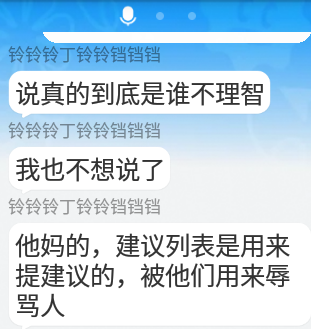 铃铃铃丁铃铃铛铛铛
说真的到底是谁不理智
铃铃铃丁铃铃铛铛铛
我也不想说了
铃铃铃丁铃铃铛铛铛
他妈的，建议列表是用来
提建议的，被他们用来辱
骂人